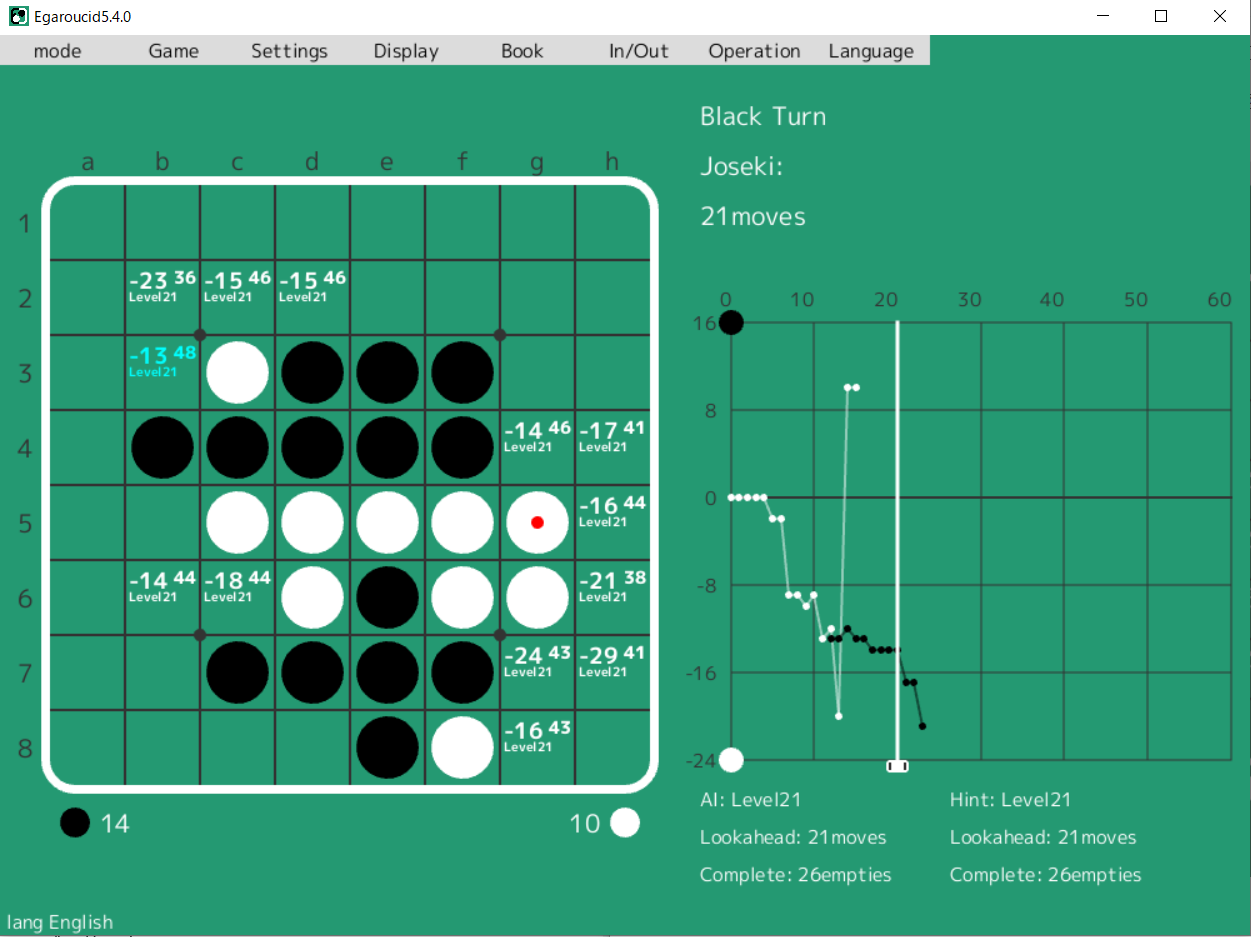 Egaroucid5.4.0
mode Game Settings Display Book In/Out Operation Language
Black Turn
Joseki:
21moves
a b c d e f g h
1
2 -23 36 -15 46 -15 46
Level21 Level21 Level21
3 -13 48
Level21
4 -14 46 -17 41
Level21 Level21
5 -16 44
Level21
6 -14 44 -18 44 -21 38
Level21 Level21 Level21
7 -24 43 -29 41
Level21 Level21
8 -16 43
Level21
14 10
0 10 20 30 40 50 60
16
8
0
-8
-16
-24
AI: Level21 Hint: Level21
Lookahead: 21moves Lookahead: 21moves
Complete: 26empties Complete: 26empties
lang English